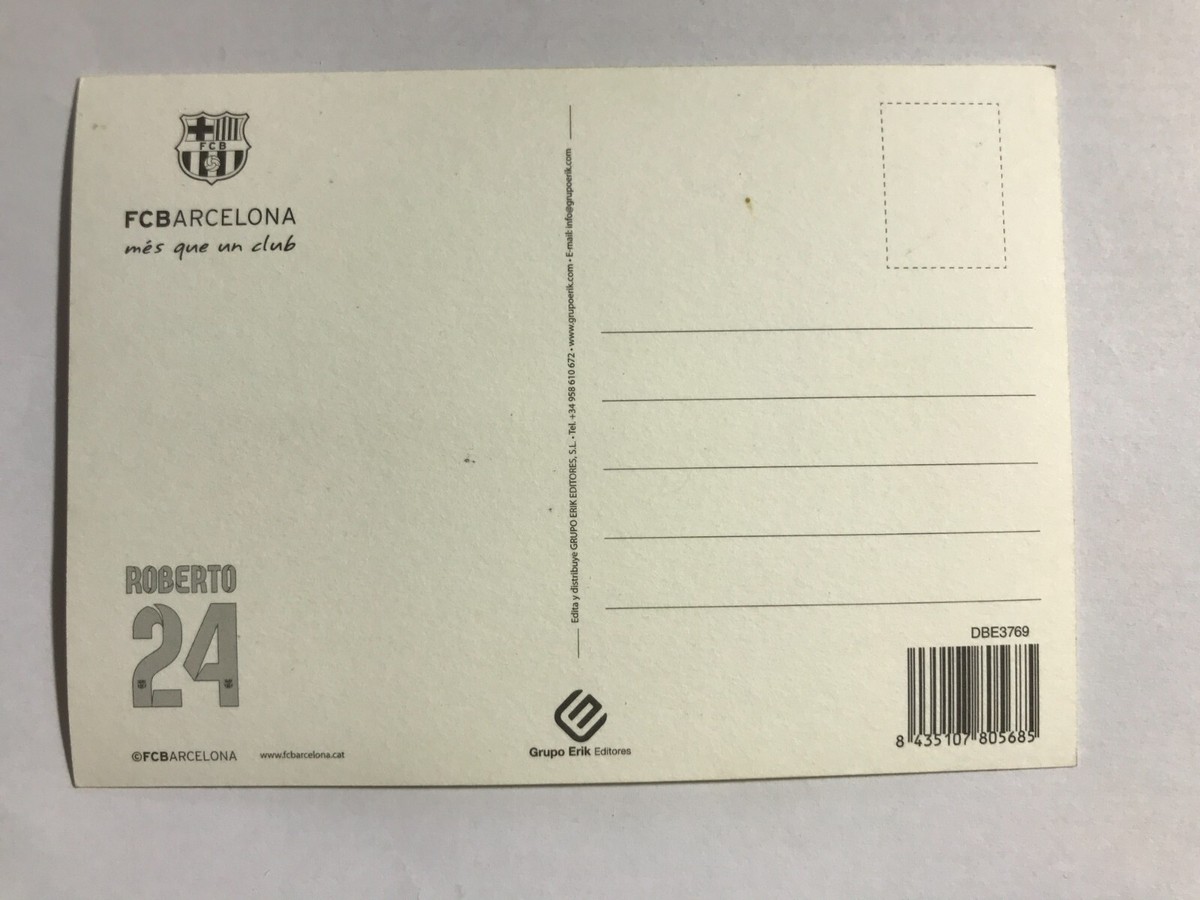 FCB
FCBARCELONA
més que un club
ROBERTO
24
©FCBARCELONA www.fcbarcelona.cat
Edita y distribuye GRUPO ERIK EDITORES, S.L. • Tel. +34 958 610 672 • www.grupoerik.com • E-mail: info@grupoerik.com
Grupo Erik Editores
DBE3769
8 435107 805685